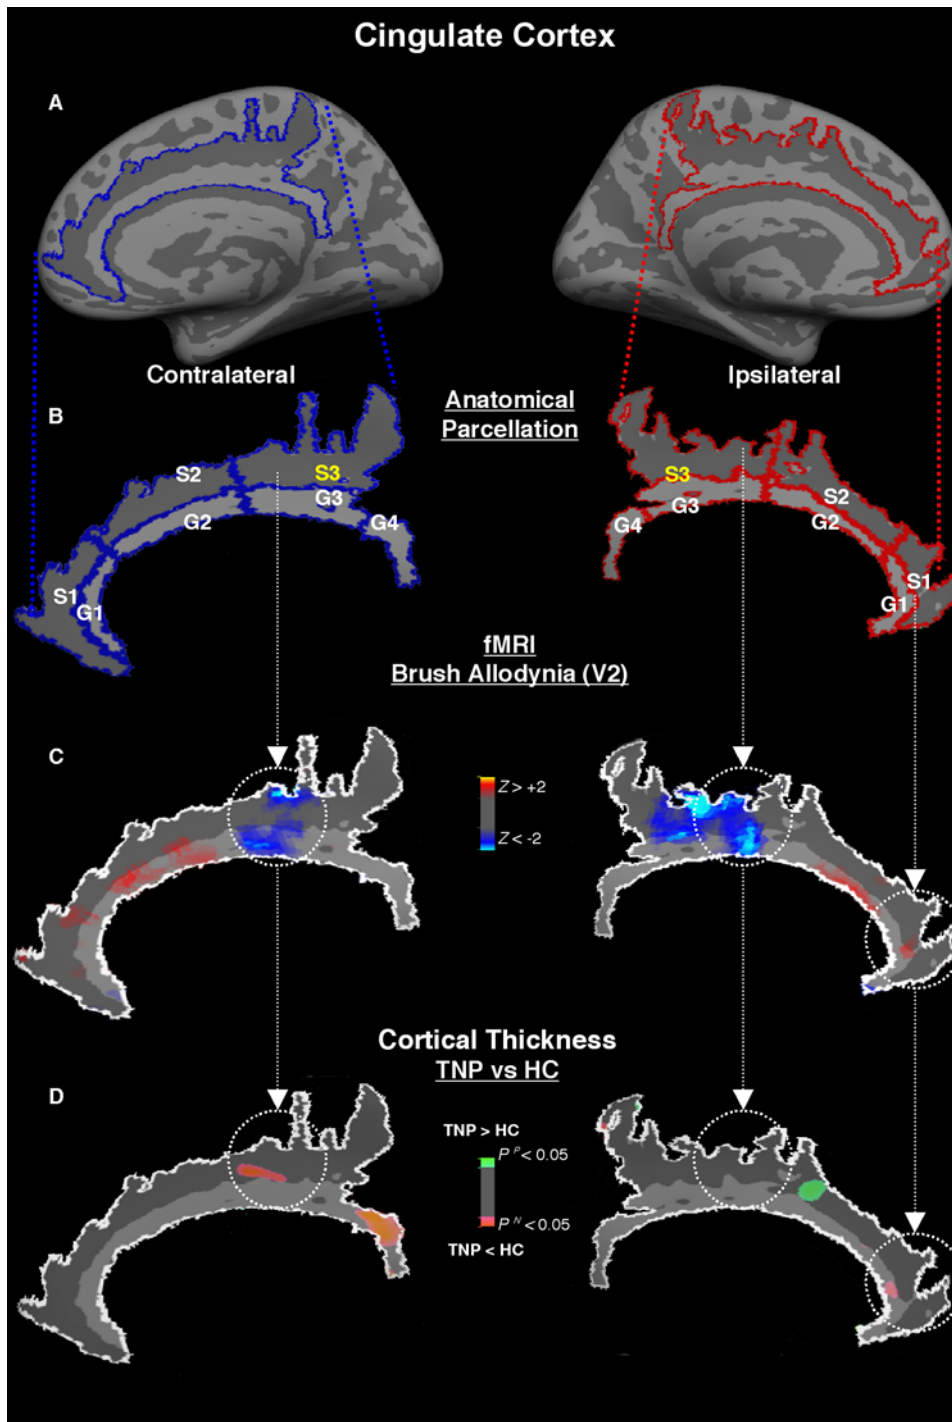 Cingulate Cortex
A
Contralateral
Ipsilateral
B
Anatomical
Parcellation
S2
S3
G3
G2
G4
S1
G1
S3
G3
S2
G2
G4
S1
G1
fMRI
Brush Allodynia (V2)
C
Z > +2
Z < -2
Cortical Thickness
TNP vs HC
D
TNP > HC
P^P < 0.05
P^N < 0.05
TNP < HC